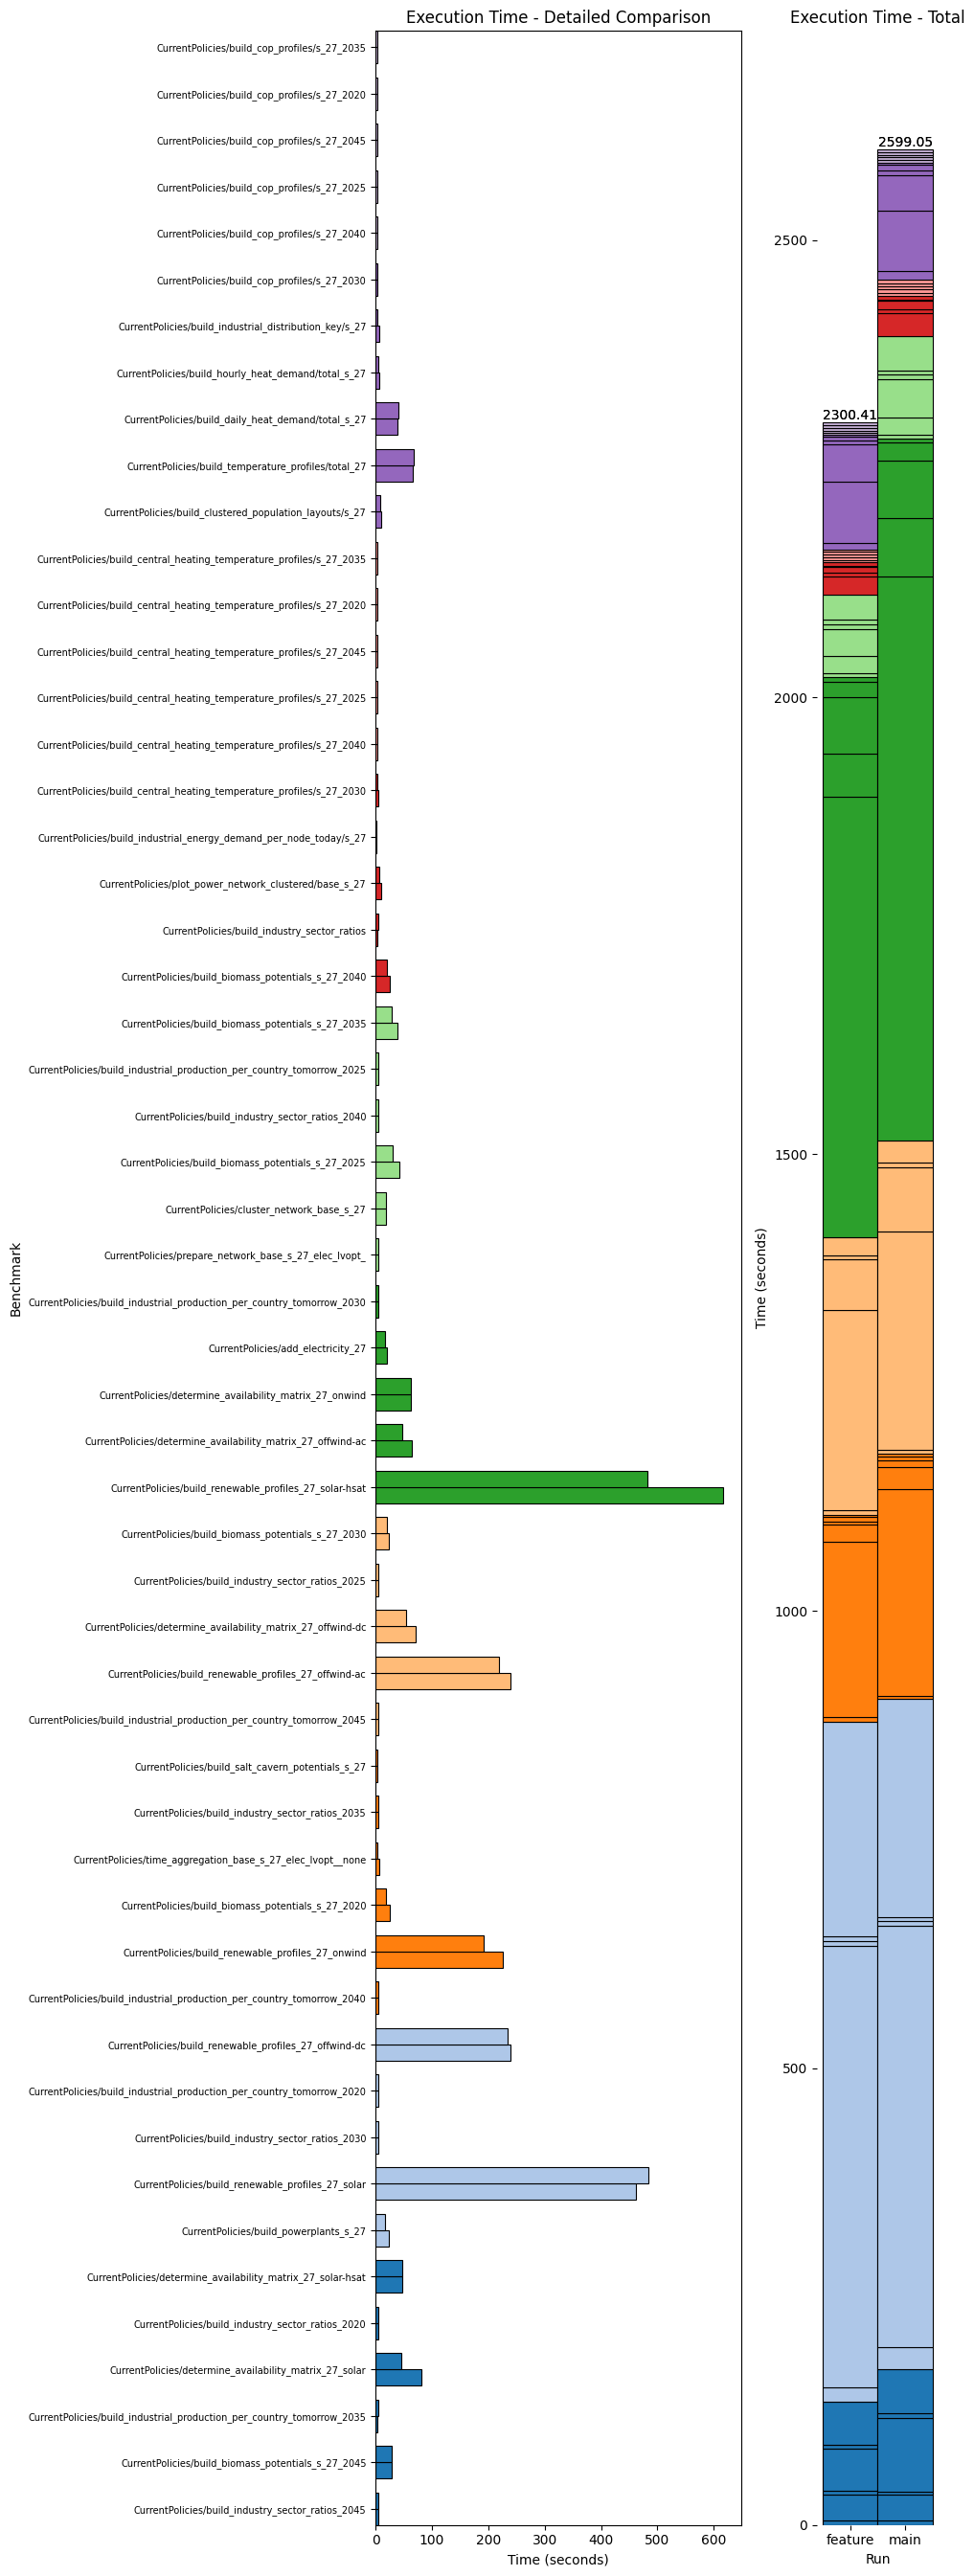 Execution Time - Detailed Comparison
Execution Time - Total
CurrentPolicies/build_cop_profiles/s_27_2035
CurrentPolicies/build_cop_profiles/s_27_2020
CurrentPolicies/build_cop_profiles/s_27_2045
CurrentPolicies/build_cop_profiles/s_27_2025
CurrentPolicies/build_cop_profiles/s_27_2040
CurrentPolicies/build_cop_profiles/s_27_2030
CurrentPolicies/build_industrial_distribution_key/s_27
CurrentPolicies/build_hourly_heat_demand/total_s_27
CurrentPolicies/build_daily_heat_demand/total_s_27
CurrentPolicies/build_temperature_profiles/total_27
CurrentPolicies/build_clustered_population_layouts/s_27
CurrentPolicies/build_central_heating_temperature_profiles/s_27_2035
CurrentPolicies/build_central_heating_temperature_profiles/s_27_2020
CurrentPolicies/build_central_heating_temperature_profiles/s_27_2045
CurrentPolicies/build_central_heating_temperature_profiles/s_27_2025
CurrentPolicies/build_central_heating_temperature_profiles/s_27_2040
CurrentPolicies/build_central_heating_temperature_profiles/s_27_2030
CurrentPolicies/build_industrial_energy_demand_per_node_today/s_27
CurrentPolicies/plot_power_network_clustered/base_s_27
CurrentPolicies/build_industry_sector_ratios
CurrentPolicies/build_biomass_potentials_s_27_2040
CurrentPolicies/build_biomass_potentials_s_27_2035
CurrentPolicies/build_industrial_production_per_country_tomorrow_2025
CurrentPolicies/build_industry_sector_ratios_2040
CurrentPolicies/build_biomass_potentials_s_27_2025
CurrentPolicies/cluster_network_base_s_27
CurrentPolicies/prepare_network_base_s_27_elec_lvopt_
CurrentPolicies/build_industrial_production_per_country_tomorrow_2030
CurrentPolicies/add_electricity_27
CurrentPolicies/determine_availability_matrix_27_onwind
CurrentPolicies/determine_availability_matrix_27_offwind-ac
CurrentPolicies/build_renewable_profiles_27_solar-hsat
CurrentPolicies/build_biomass_potentials_s_27_2030
CurrentPolicies/build_industry_sector_ratios_2025
CurrentPolicies/determine_availability_matrix_27_offwind-dc
CurrentPolicies/build_renewable_profiles_27_offwind-ac
CurrentPolicies/build_industrial_production_per_country_tomorrow_2045
CurrentPolicies/build_salt_cavern_potentials_s_27
CurrentPolicies/build_industry_sector_ratios_2035
CurrentPolicies/time_aggregation_base_s_27_elec_lvopt__none
CurrentPolicies/build_biomass_potentials_s_27_2020
CurrentPolicies/build_renewable_profiles_27_onwind
CurrentPolicies/build_industrial_production_per_country_tomorrow_2040
CurrentPolicies/build_renewable_profiles_27_offwind-dc
CurrentPolicies/build_industrial_production_per_country_tomorrow_2020
CurrentPolicies/build_industry_sector_ratios_2030
CurrentPolicies/build_renewable_profiles_27_solar
CurrentPolicies/build_powerplants_s_27
CurrentPolicies/determine_availability_matrix_27_solar-hsat
CurrentPolicies/build_industry_sector_ratios_2020
CurrentPolicies/determine_availability_matrix_27_solar
CurrentPolicies/build_industrial_production_per_country_tomorrow_2035
CurrentPolicies/build_biomass_potentials_s_27_2045
CurrentPolicies/build_industry_sector_ratios_2045
Benchmark
0 100 200 300 400 500 600
Time (seconds)
2599.05
2300.41
2500
2000
1500
1000
500
0
Time (seconds)
feature main
Run